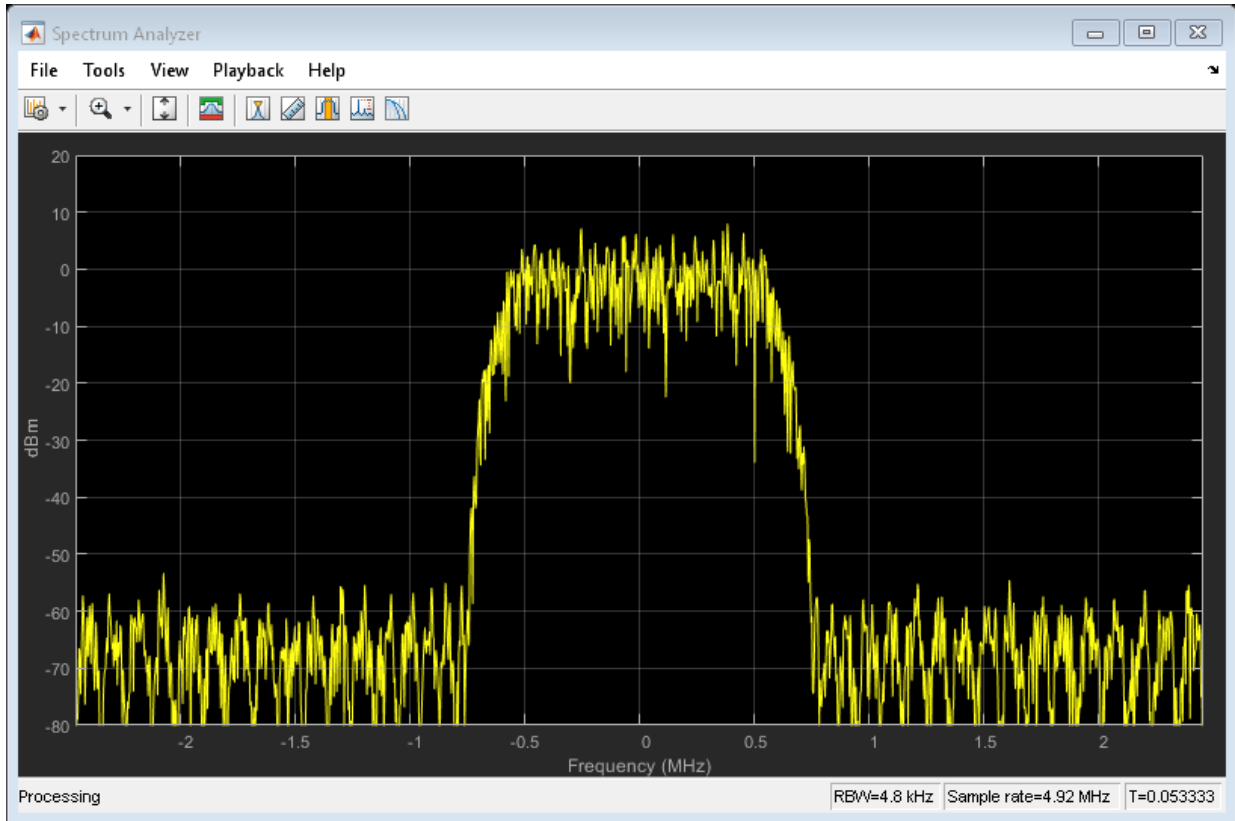 Spectrum Analyzer
File Tools View Playback Help
20
10
0
-10
-20
-30
-40
-50
-60
-70
-80
dBm
-2 -1.5 -1 -0.5 0 0.5 1 1.5 2
Frequency (MHz)
Processing RBW=4.8 kHz Sample rate=4.92 MHz T=0.053333